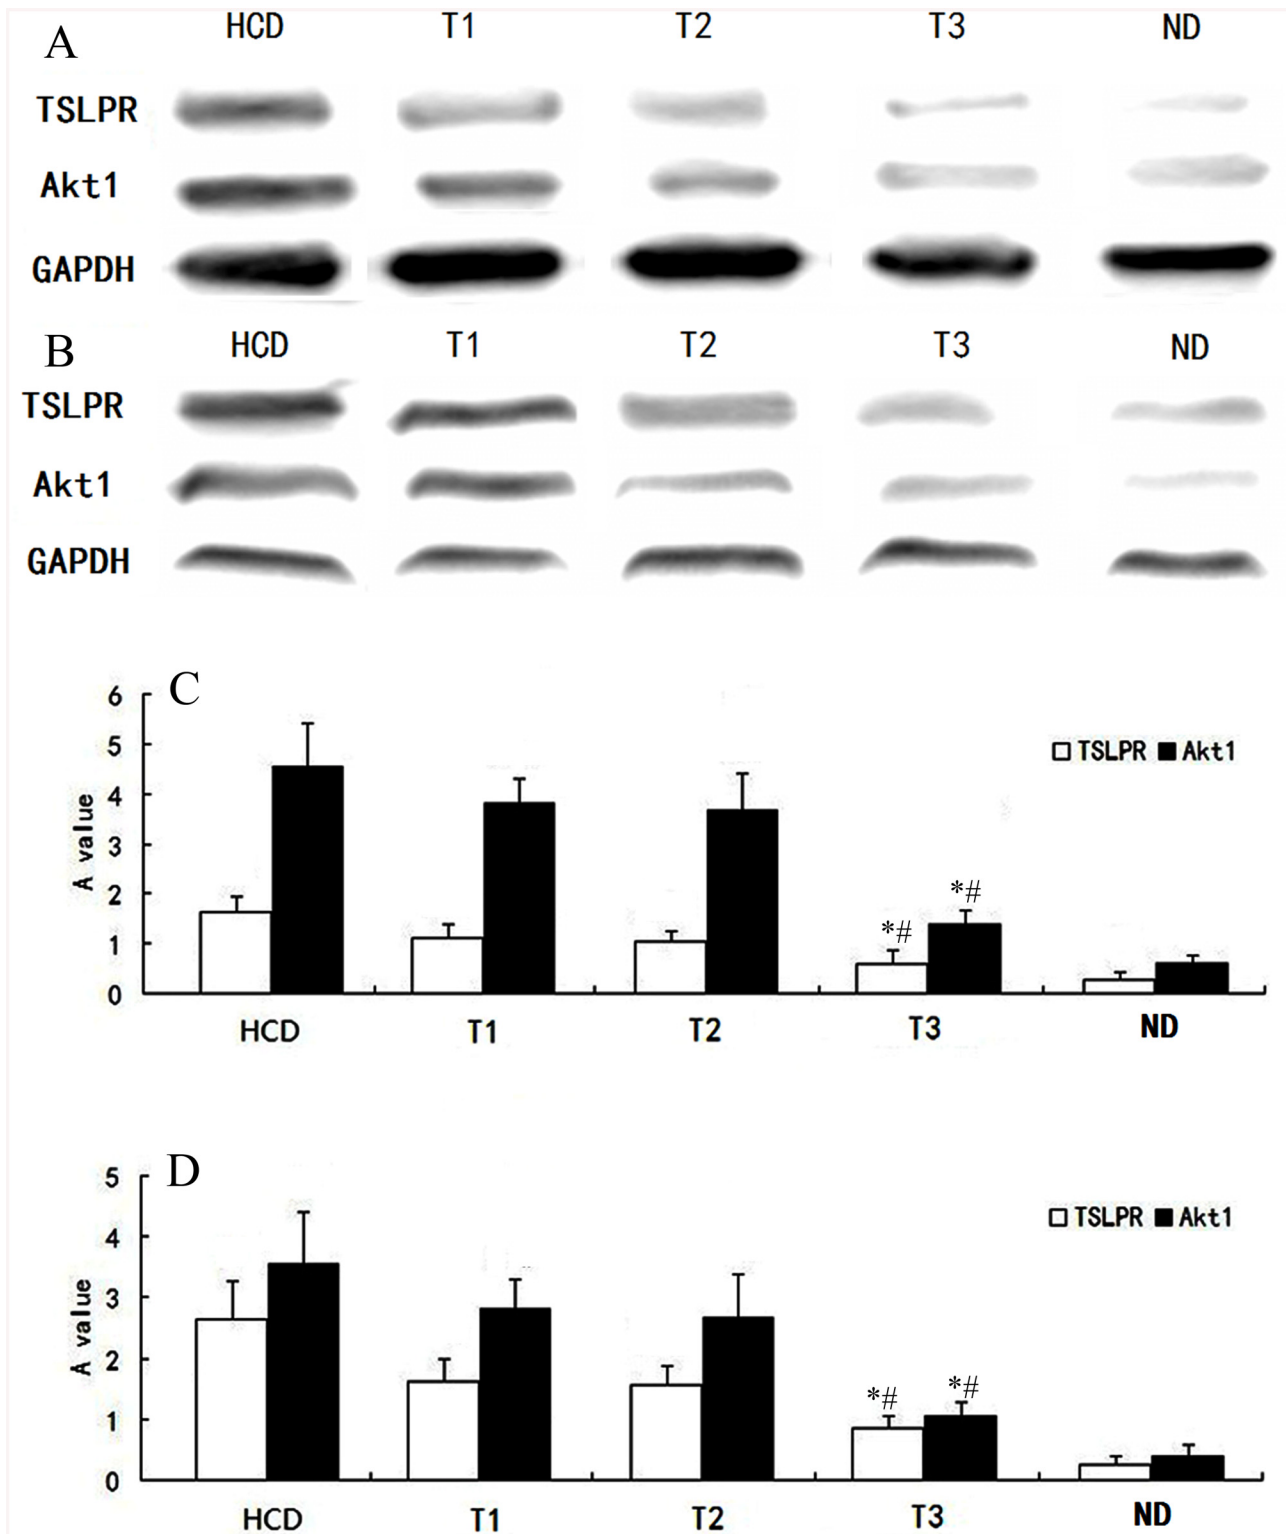 A
HCD T1 T2 T3 ND
TSLPR
Akt1
GAPDH
B
HCD T1 T2 T3 ND
TSLPR
Akt1
GAPDH
C
6
5
4
3
2
1
0
A value
TSLPR Akt1
*#
*#
HCD T1 T2 T3 ND
D
5
4
3
2
1
0
A value
TSLPR Akt1
*#
*#
HCD T1 T2 T3 ND